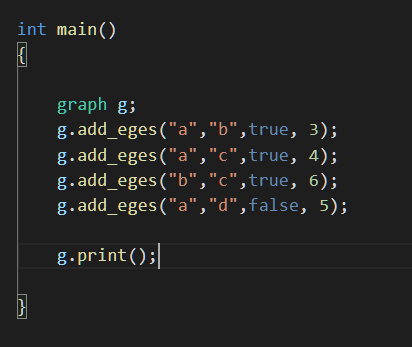 int main()
{
graph g;
g.add_eges("a","b",true, 3);
g.add_eges("a","c",true, 4);
g.add_eges("b","c",true, 6);
g.add_eges("a","d",false, 5);
g.print();
}